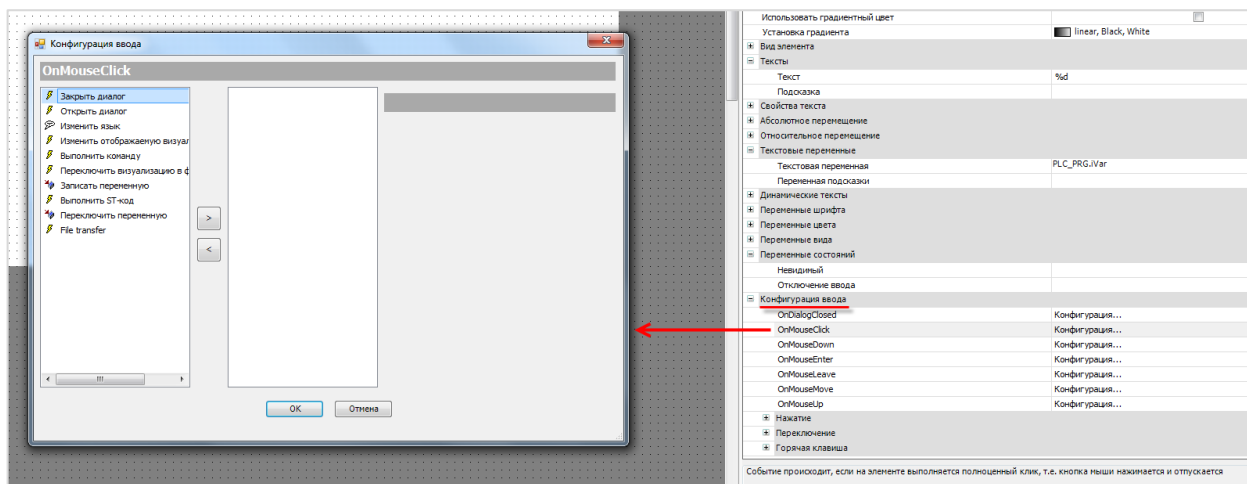 Конфигурация ввода
OnMouseClick
Закрыть диалог
Открыть диалог
Изменить язык
Изменить отображаемую визуал
Выполнить команду
Переключить визуализацию в ф
Записать переменную
Выполнить ST-код
Переключить переменную
File transfer
>
<
OK
Отмена
Использовать градиентный цвет
Установка градиента linear, Black, White
Вид элемента
Тексты
Текст %d
Подсказка
Свойства текста
Абсолютное перемещение
Относительное перемещение
Текстовые переменные
Текстовая переменная PLC_PRG.iVar
Переменная подсказки
Динамические тексты
Переменные шрифта
Переменные цвета
Переменные вида
Переменные состояний
Невидимый
Отключение ввода
Конфигурация ввода
OnDialogClosed Конфигурация...
OnMouseClick Конфигурация...
OnMouseDown Конфигурация...
OnMouseEnter Конфигурация...
OnMouseLeave Конфигурация...
OnMouseMove Конфигурация...
OnMouseUp Конфигурация...
Нажатие
Переключение
Горячая клавиша
Событие происходит, если на элементе выполняется полноценный клик, т.е. кнопка мыши нажимается и отпускается